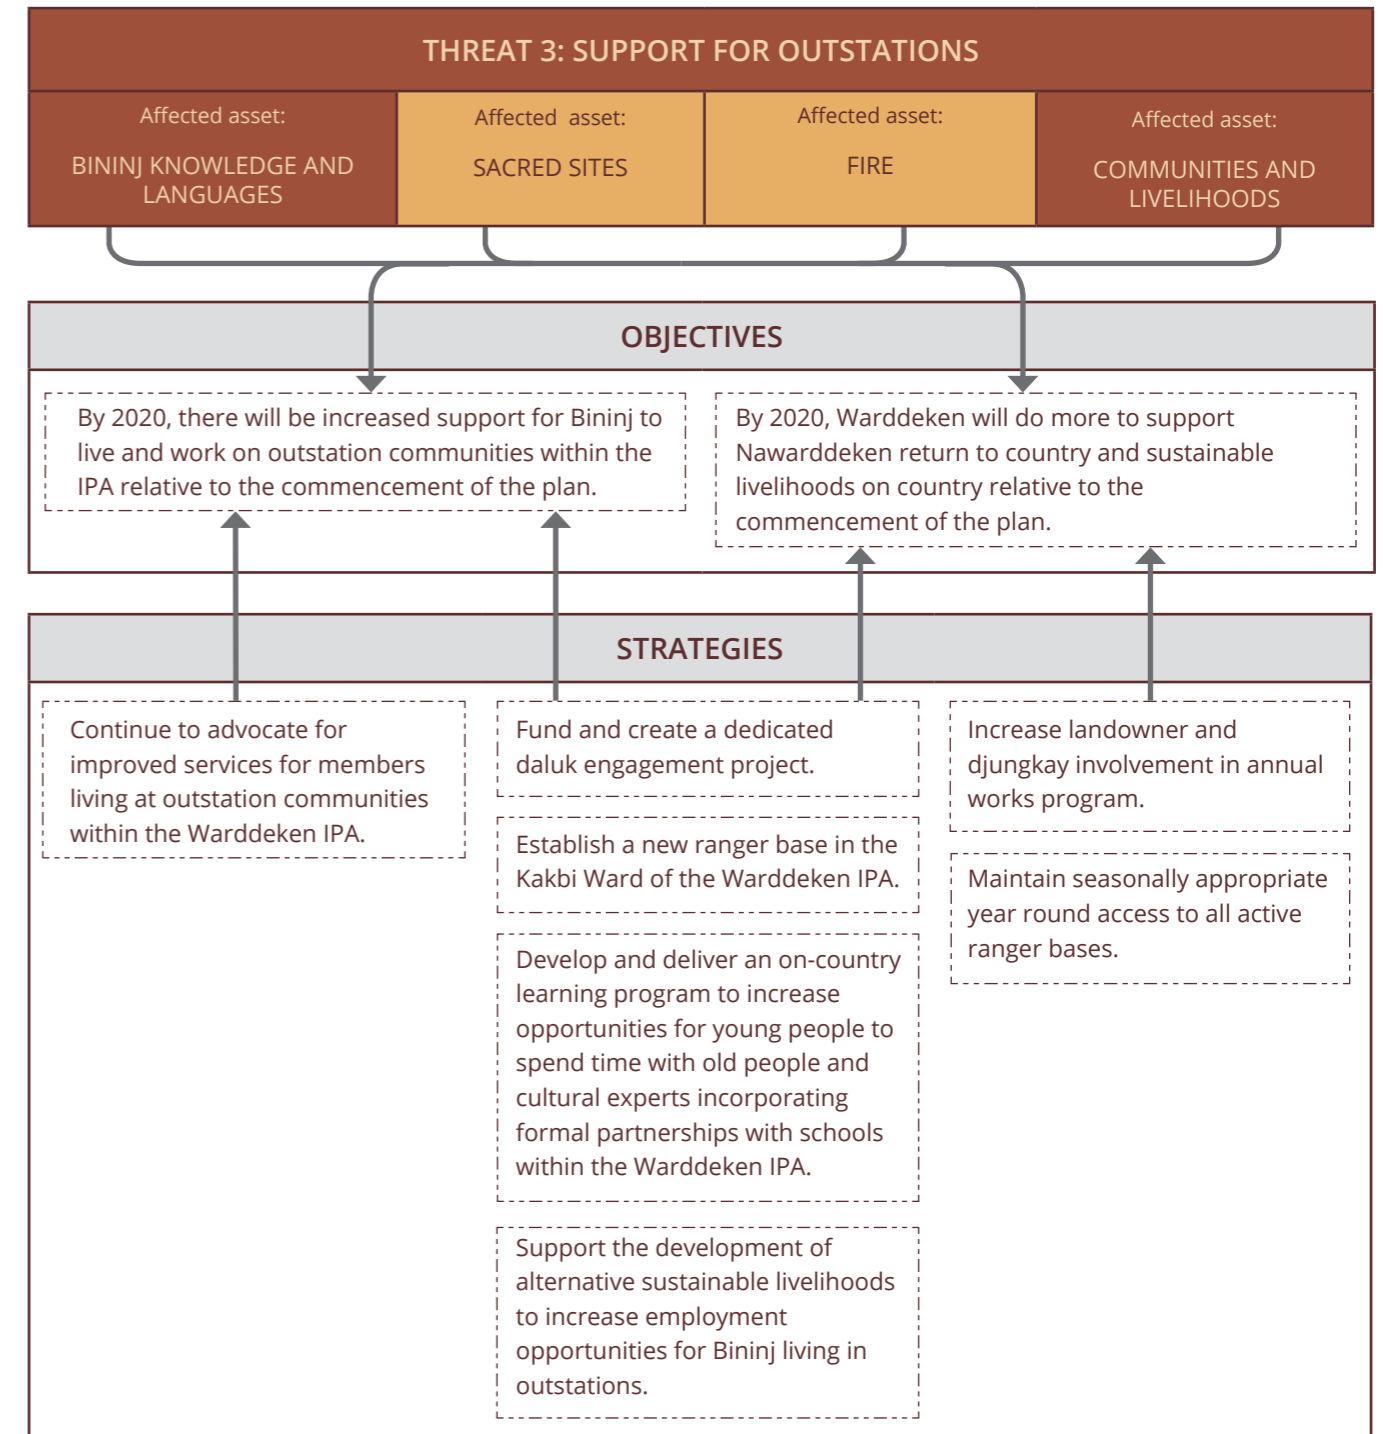 THREAT 3: SUPPORT FOR OUTSTATIONS
Affected asset:
BININJ KNOWLEDGE AND
LANGUAGES
Affected asset:
SACRED SITES
Affected asset:
FIRE
Affected asset:
COMMUNITIES AND
LIVELIHOODS
OBJECTIVES
By 2020, there will be increased support for Bininj to
live and work on outstation communities within the
IPA relative to the commencement of the plan.
By 2020, Warddeken will do more to support
Nawarddeken return to country and sustainable
livelihoods on country relative to the
commencement of the plan.
STRATEGIES
Continue to advocate for
improved services for members
living at outstation communities
within the Warddeken IPA.
Fund and create a dedicated
daluk engagement project.
Establish a new ranger base in the
Kakbi Ward of the Warddeken IPA.
Develop and deliver an on-country
learning program to increase
opportunities for young people to
spend time with old people and
cultural experts incorporating
formal partnerships with schools
within the Warddeken IPA.
Support the development of
alternative sustainable livelihoods
to increase employment
opportunities for Bininj living in
outstations.
Increase landowner and
djungkay involvement in annual
works program.
Maintain seasonally appropriate
year round access to all active
ranger bases.